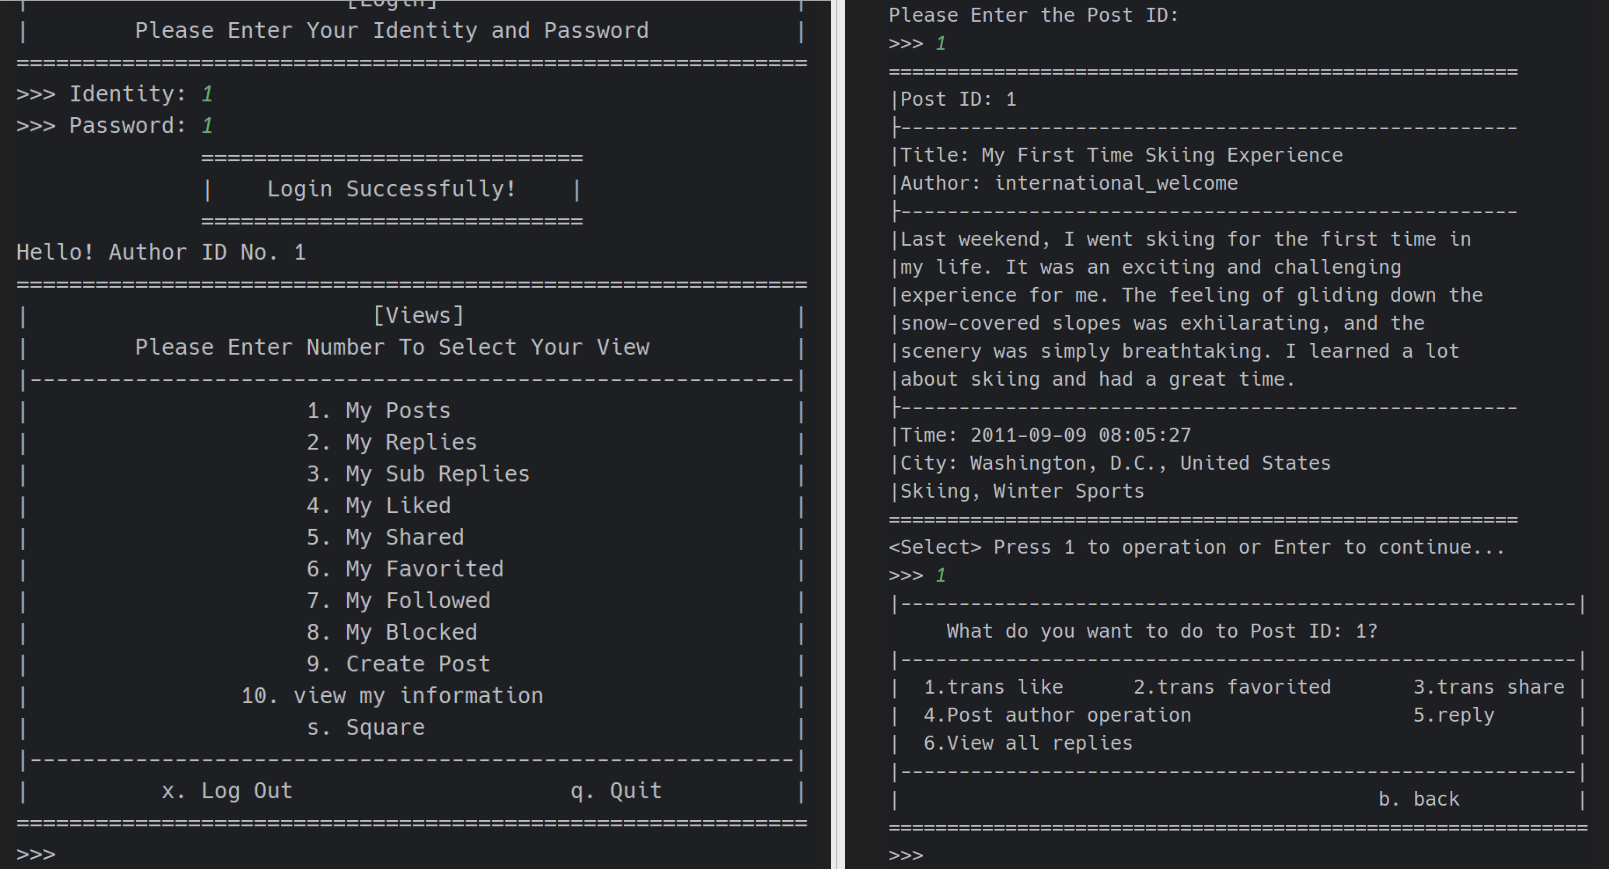 [Login]
| Please Enter Your Identity and Password |
============================================================
>>> Identity: 1
>>> Password: 1
=============================
| Login Successfully! |
=============================
Hello! Author ID No. 1
============================================================
| [Views] |
| Please Enter Number To Select Your View |
|----------------------------------------------------------|
| 1. My Posts |
| 2. My Replies |
| 3. My Sub Replies |
| 4. My Liked |
| 5. My Shared |
| 6. My Favorited |
| 7. My Followed |
| 8. My Blocked |
| 9. Create Post |
| 10. view my information |
| s. Square |
|----------------------------------------------------------|
| x. Log Out q. Quit |
============================================================
>>>
Please Enter the Post ID:
>>> 1
======================================================
|Post ID: 1
├-----------------------------------------------------
|Title: My First Time Skiing Experience
|Author: international_welcome
├-----------------------------------------------------
|Last weekend, I went skiing for the first time in
|my life. It was an exciting and challenging
|experience for me. The feeling of gliding down the
|snow-covered slopes was exhilarating, and the
|scenery was simply breathtaking. I learned a lot
|about skiing and had a great time.
├-----------------------------------------------------
|Time: 2011-09-09 08:05:27
|City: Washington, D.C., United States
|Skiing, Winter Sports
======================================================
<Select> Press 1 to operation or Enter to continue...
>>> 1
|----------------------------------------------------------|
What do you want to do to Post ID: 1?
|----------------------------------------------------------|
| 1.trans like 2.trans favorited 3.trans share |
| 4.Post author operation 5.reply |
| 6.View all replies |
|----------------------------------------------------------|
| b. back |
============================================================
>>>